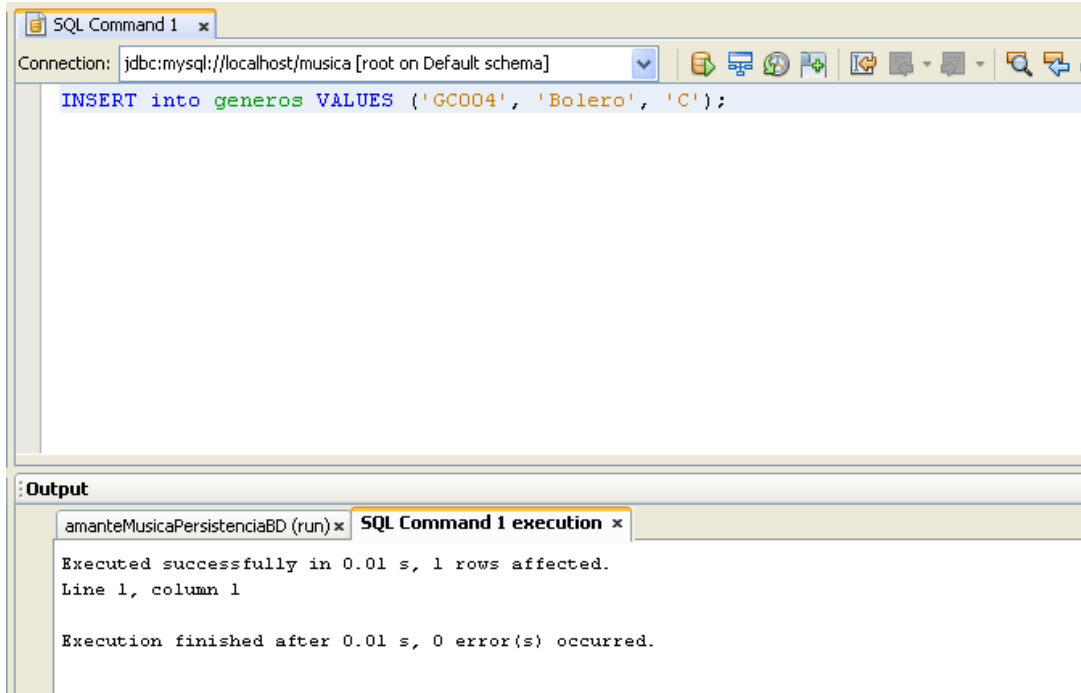 SQL Command 1
Connection: jdbc:mysql://localhost/musica [root on Default schema]
INSERT into generos VALUES ('GC004', 'Bolero', 'C');
Output
amanteMusicaPersistenciaBD (run) SQL Command 1 execution
Executed successfully in 0.01 s, 1 rows affected.
Line 1, column 1
Execution finished after 0.01 s, 0 error(s) occurred.